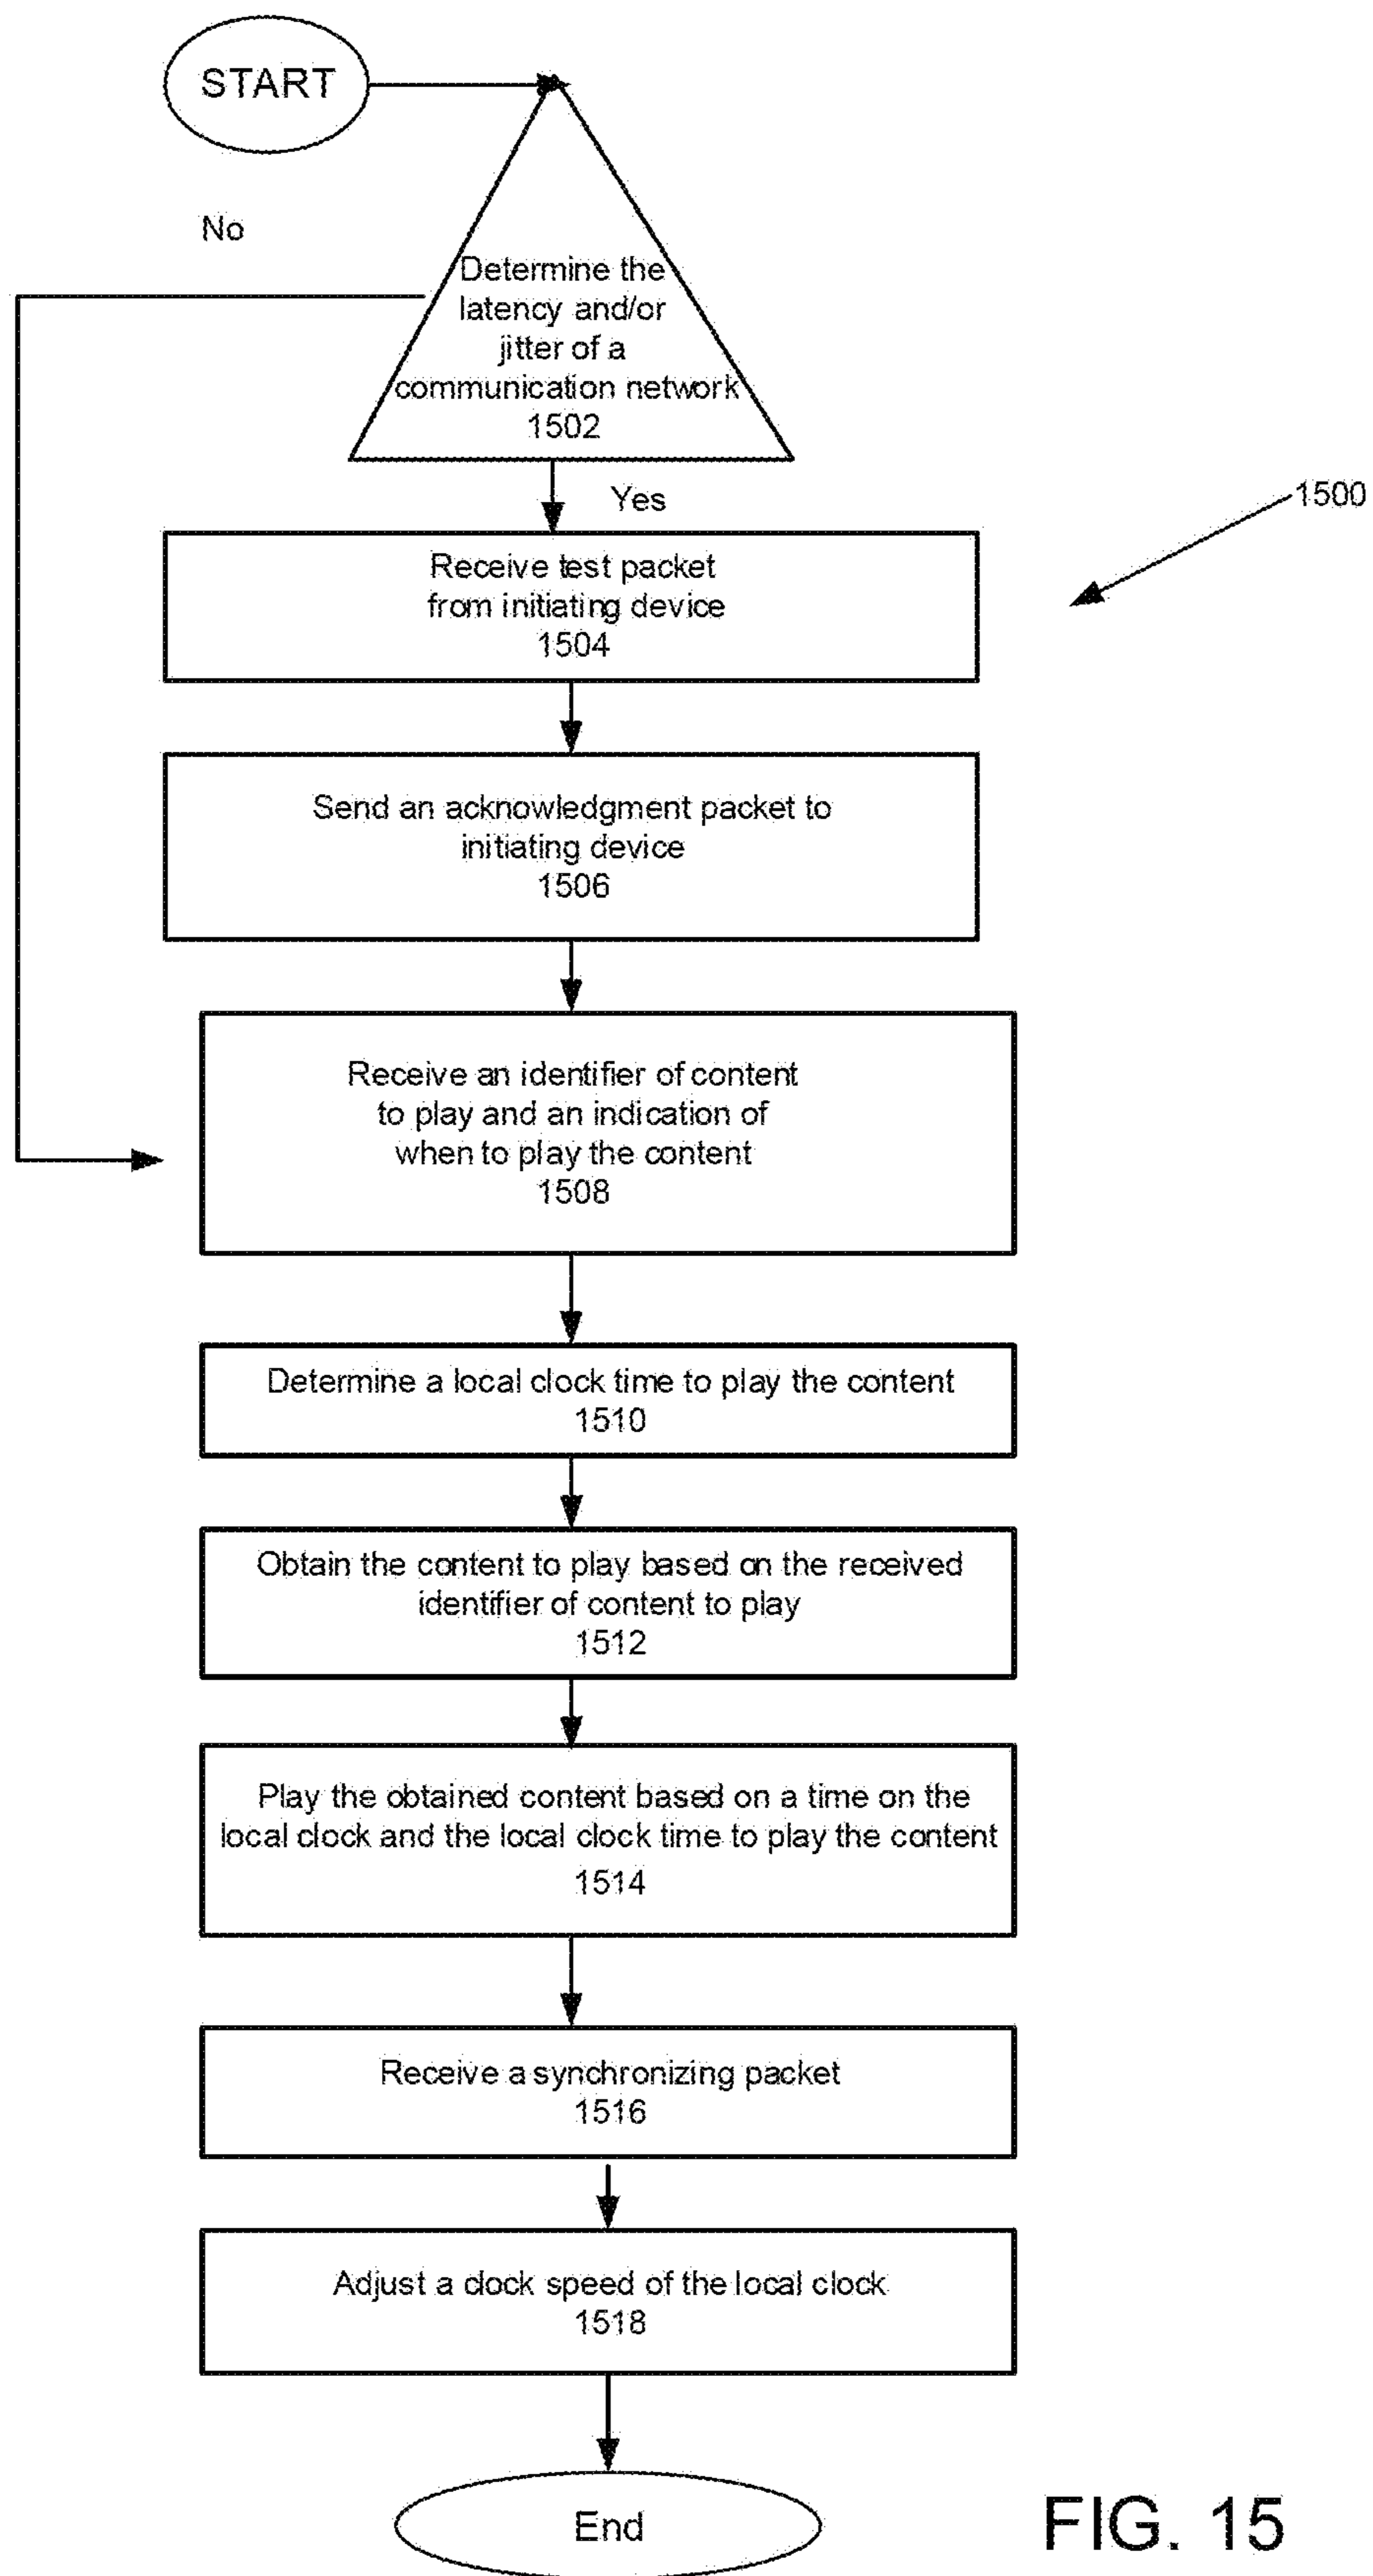 START
No
Determine the
latency and/or
jitter of a
communication network
1502
Yes
1500
Receive test packet
from initiating device
1504
Send an acknowledgment packet to
initiating device
1506
Receive an identifier of content
to play and an indication of
when to play the content
1508
Determine a local clock time to play the content
1510
Obtain the content to play based on the received
identifier of content to play
1512
Play the obtained content based on a time on the
local clock and the local clock time to play the content
1514
Receive a synchronizing packet
1516
Adjust a clock speed of the local clock
1518
End
FIG. 15